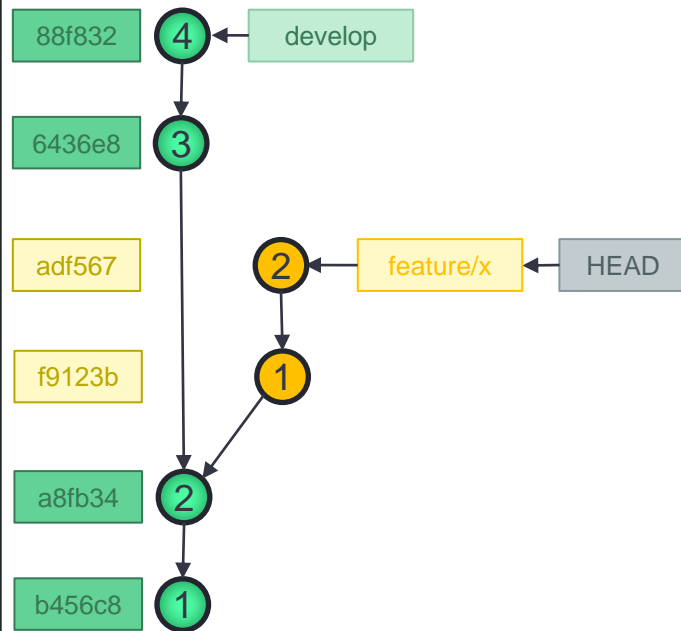 88f832 4 develop
6436e8 3
adf567 2 feature/x HEAD
f9123b 1
a8fb34 2
b456c8 1